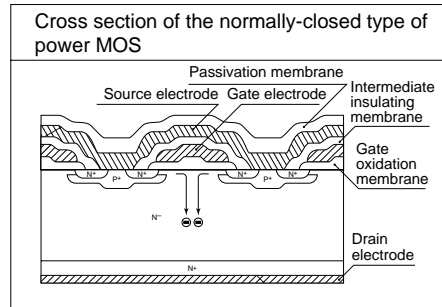 Cross section of the normally-closed type of
power MOS
Passivation membrane
Source electrode
Gate electrode
Intermediate
insulating
membrane
Gate
oxidation
membrane
N+
N+
N+
N+
P+
P+
N−
N+
Drain
electrode